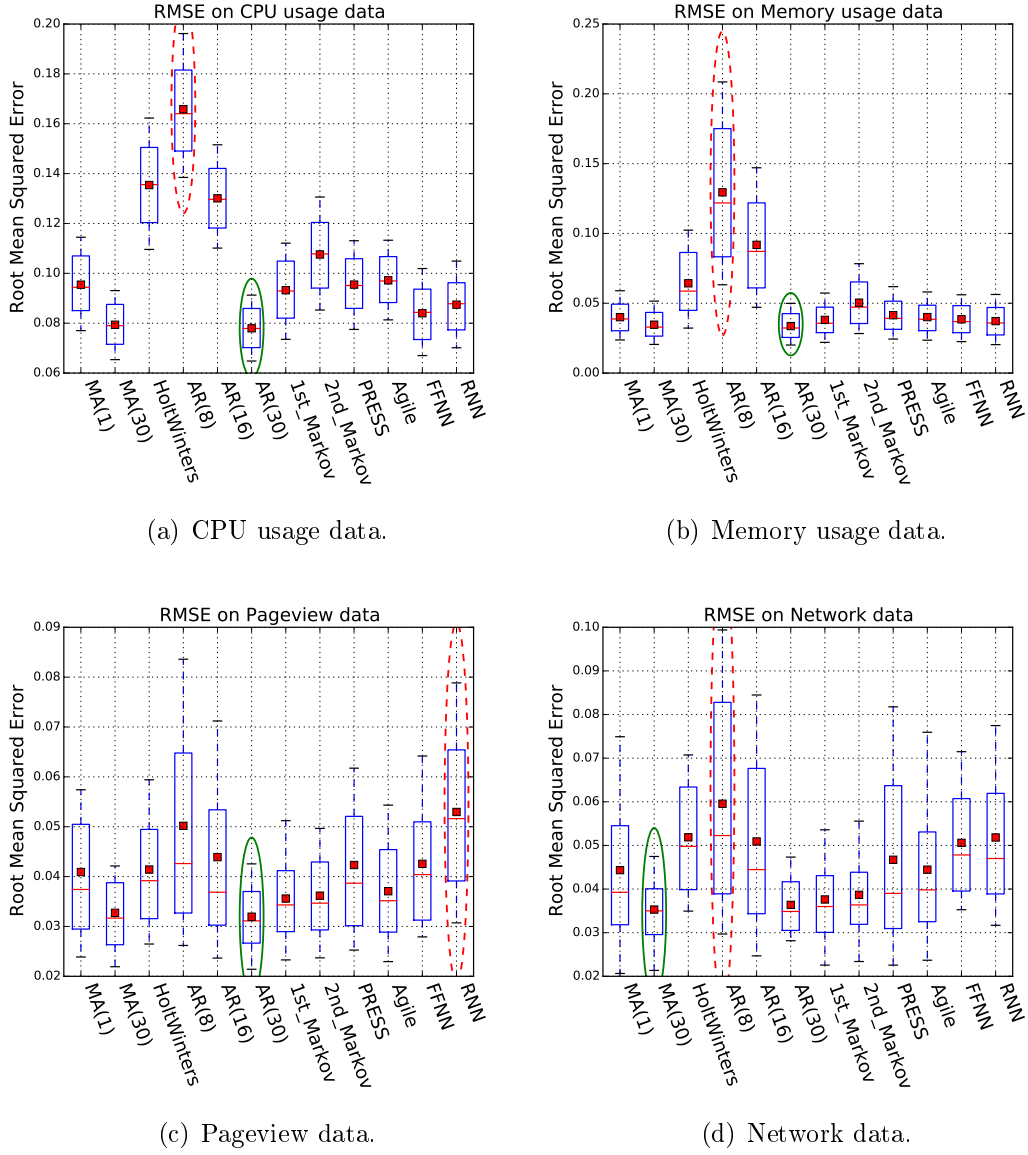 RMSE on CPU usage data
Root Mean Squared Error
0.20
0.18
0.16
0.14
0.12
0.10
0.08
0.06
MA(1)
MA(30)
HoltWinters
AR(8)
AR(16)
AR(30)
1st_Markov
2nd_Markov
PRESS
Agile
FFNN
RNN
(a) CPU usage data.
RMSE on Memory usage data
Root Mean Squared Error
0.25
0.20
0.15
0.10
0.05
0.00
MA(1)
MA(30)
HoltWinters
AR(8)
AR(16)
AR(30)
1st_Markov
2nd_Markov
PRESS
Agile
FFNN
RNN
(b) Memory usage data.
RMSE on Pageview data
Root Mean Squared Error
0.09
0.08
0.07
0.06
0.05
0.04
0.03
0.02
MA(1)
MA(30)
HoltWinters
AR(8)
AR(16)
AR(30)
1st_Markov
2nd_Markov
PRESS
Agile
FFNN
RNN
(c) Pageview data.
RMSE on Network data
Root Mean Squared Error
0.10
0.09
0.08
0.07
0.06
0.05
0.04
0.03
0.02
MA(1)
MA(30)
HoltWinters
AR(8)
AR(16)
AR(30)
1st_Markov
2nd_Markov
PRESS
Agile
FFNN
RNN
(d) Network data.